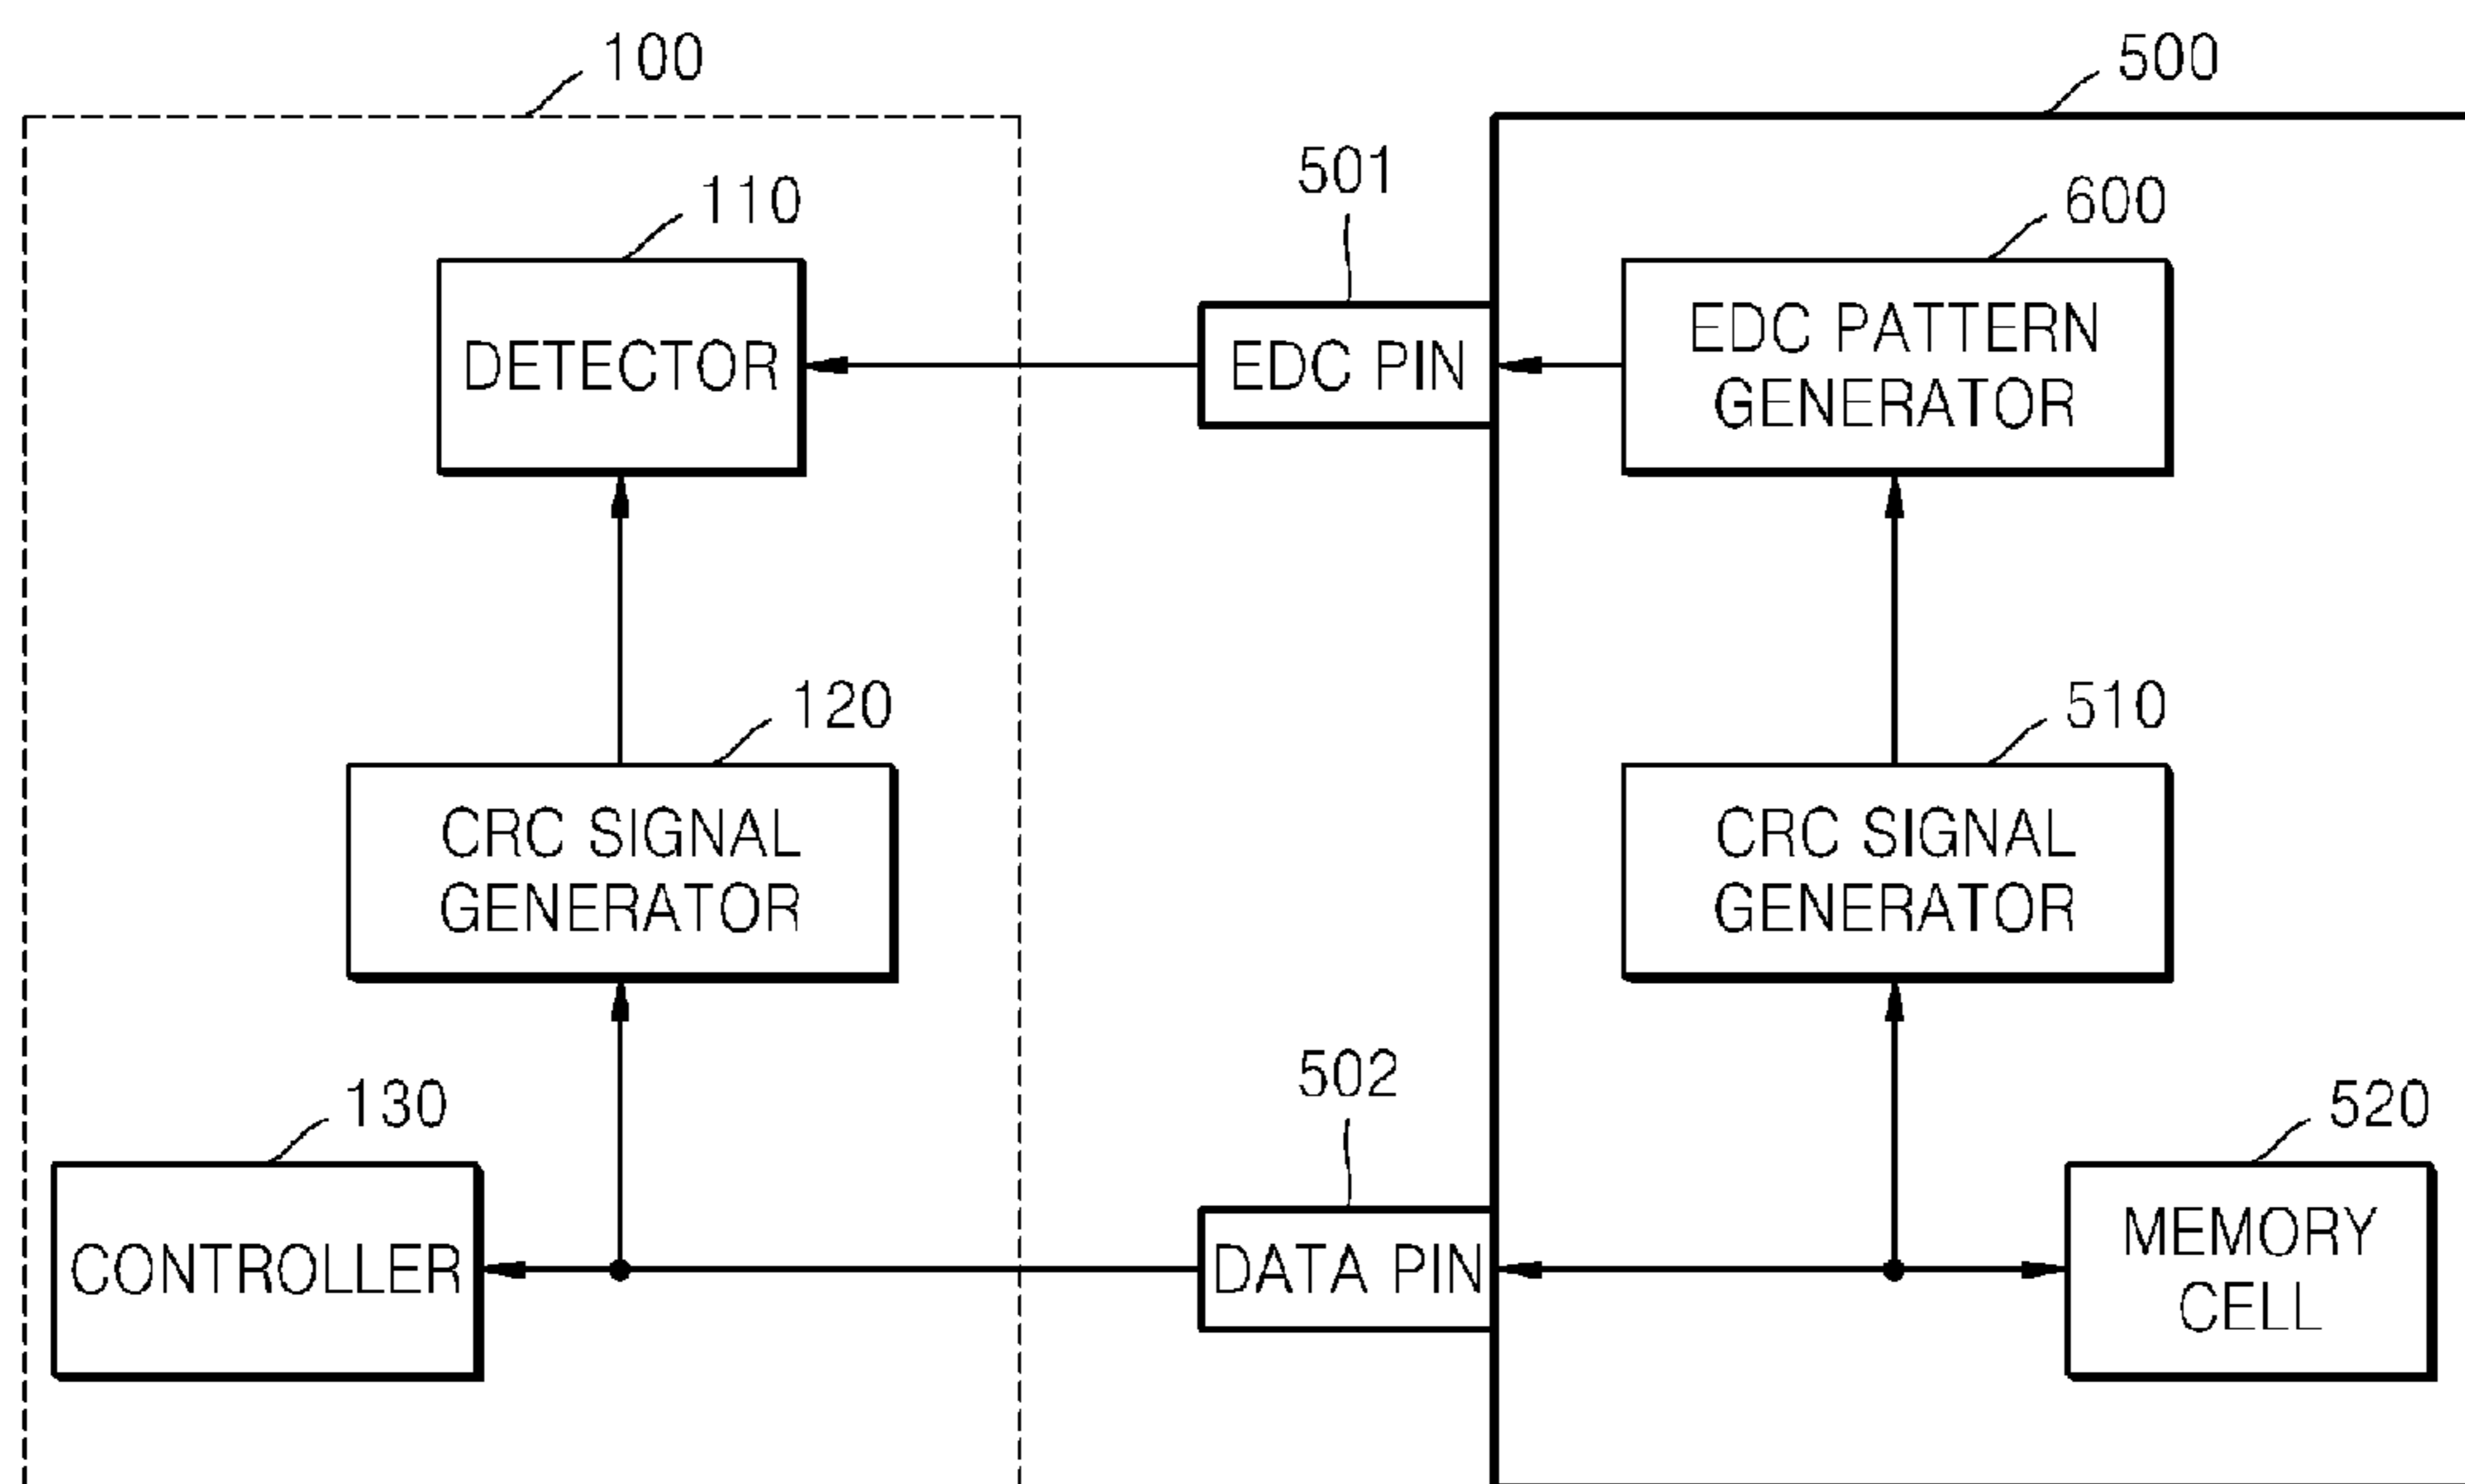 100
500
501
110
600
DETECTOR
EDC PIN
EDC PATTERN
GENERATOR
120
510
CRC SIGNAL
GENERATOR
CRC SIGNAL
GENERATOR
502
130
520
CONTROLLER
DATA PIN
MEMORY
CELL